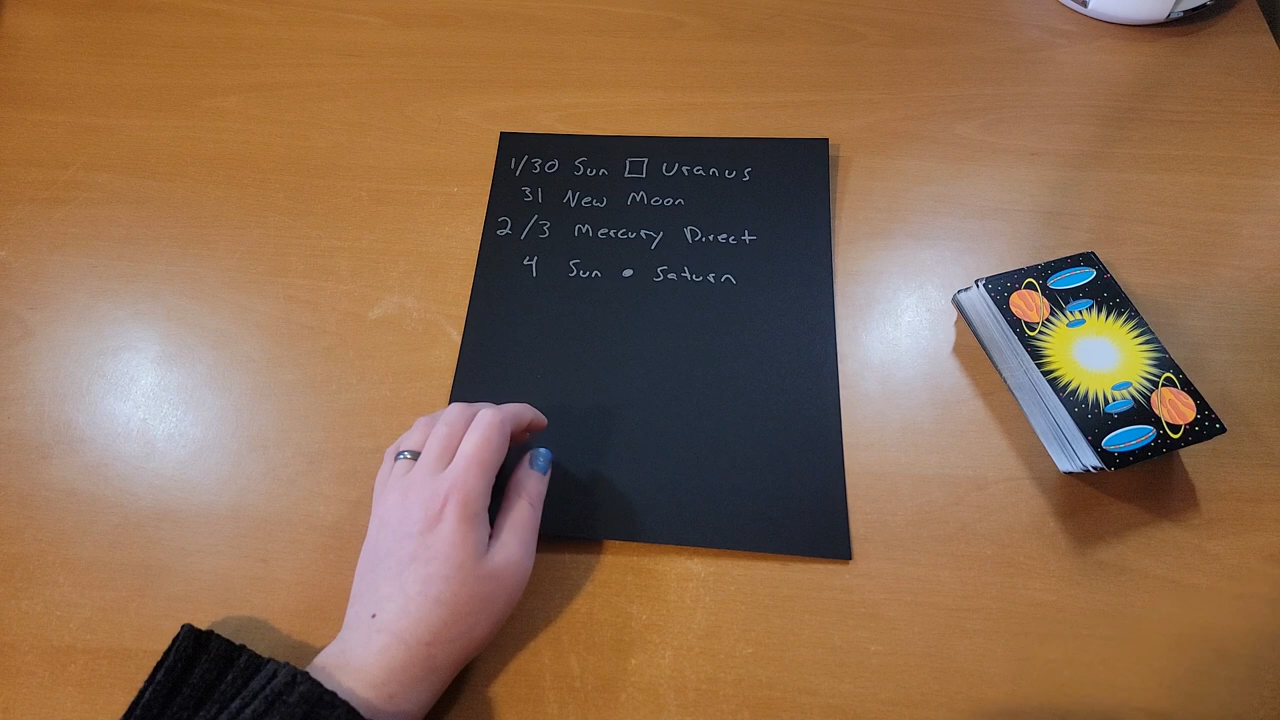 1/30 Sun □ Uranus
31 New Moon
2/3 Mercury Direct
4 Sun • Saturn